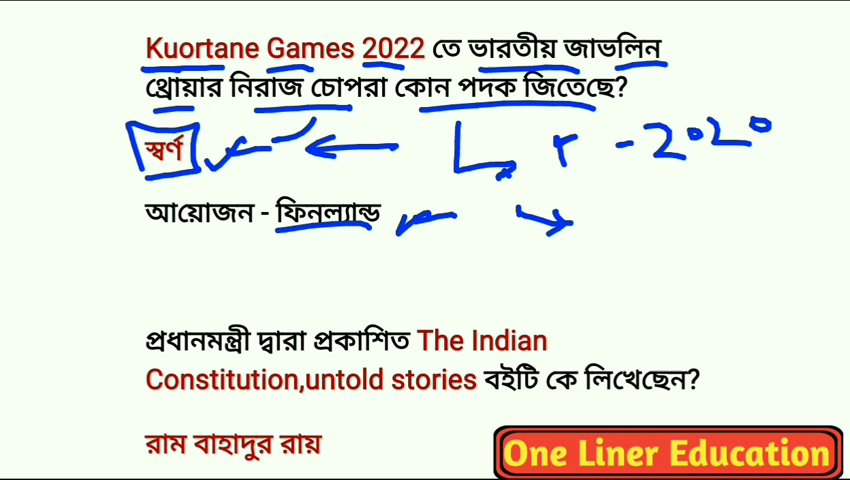 Kuortane Games 2022 তে ভারতীয় জাভলিন
থ্রোয়ার নিরাজ চোপরা কোন পদক জিতেছে?
স্বর্ণ
-2020
আয়োজন - ফিনল্যান্ড
প্রধানমন্ত্রী দ্বারা প্রকাশিত The Indian
Constitution,untold stories বইটি কে লিখেছেন?
রাম বাহাদুর রায়
One Liner Education